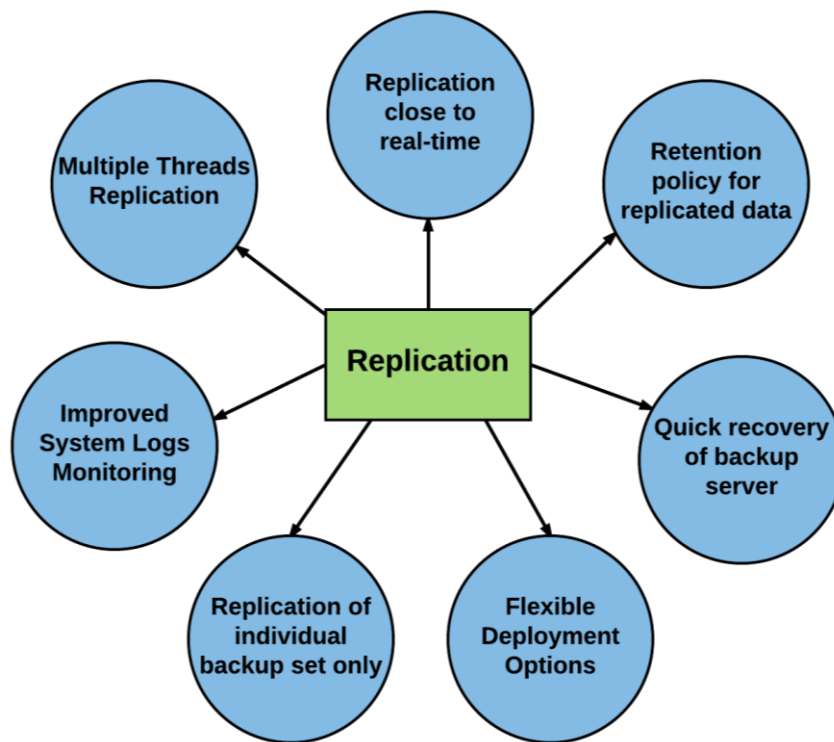 Replication
close to
real-time
Multiple Threads
Replication
Retention
policy for
replicated data
Replication
Improved
System Logs
Monitoring
Quick recovery
of backup
server
Replication of
individual
backup set only
Flexible
Deployment
Options